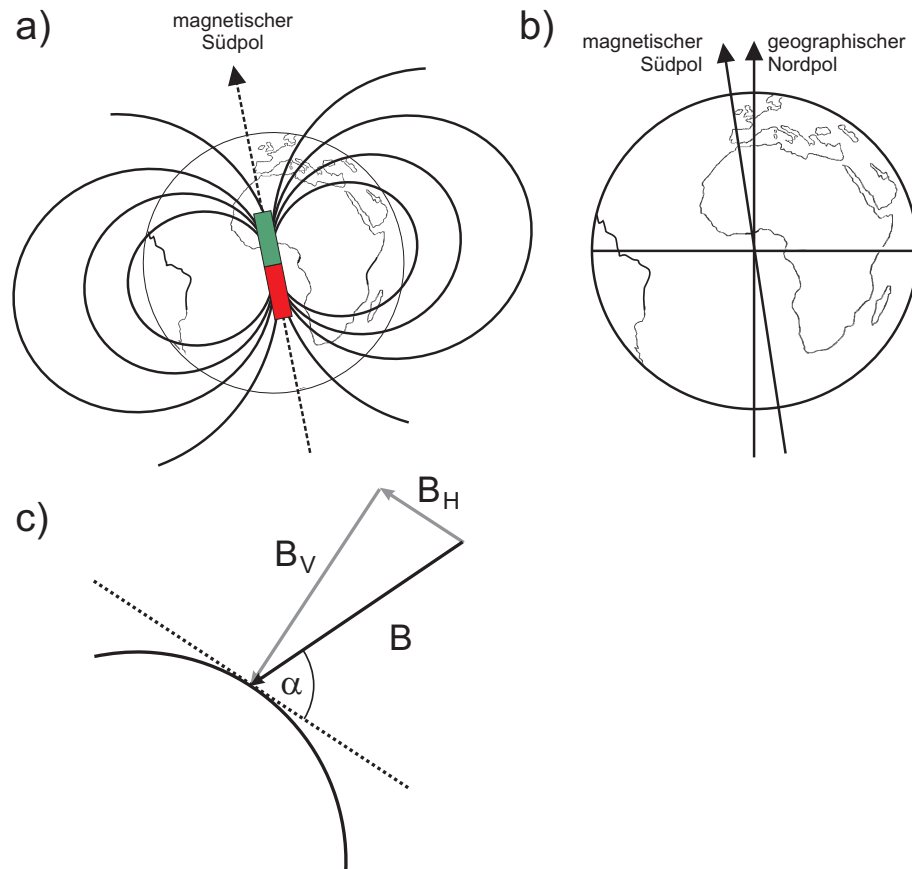 a)
magnetischer
Südpol
b)
magnetischer
Südpol
geographischer
Nordpol
c)
B_H
B_V
B
α